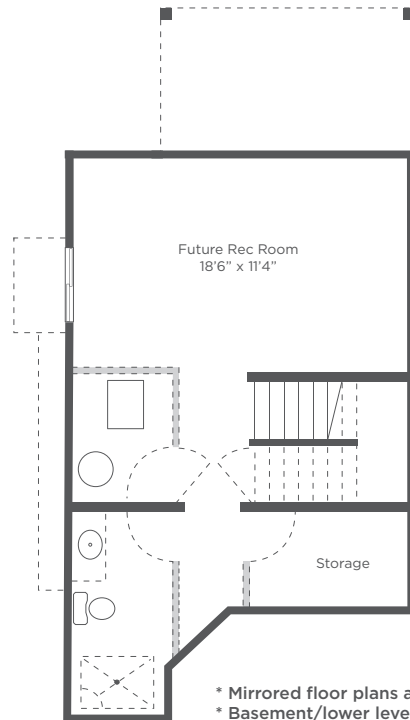 Future Rec Room
18'6” x 11'4”
Storage
* Mirrored floor plans a
* Basement/lower leve